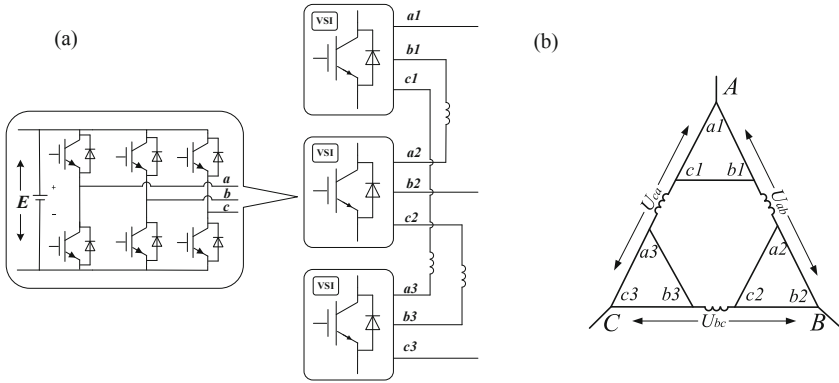 (a)
E
+
-
a
b
c
VSI
a1
b1
c1
VSI
a2
b2
c2
VSI
a3
b3
c3
(b)
A
a1
c1
b1
Uca
Uab
a3
a2
c3
b3
c2
b2
C
Ubc
B